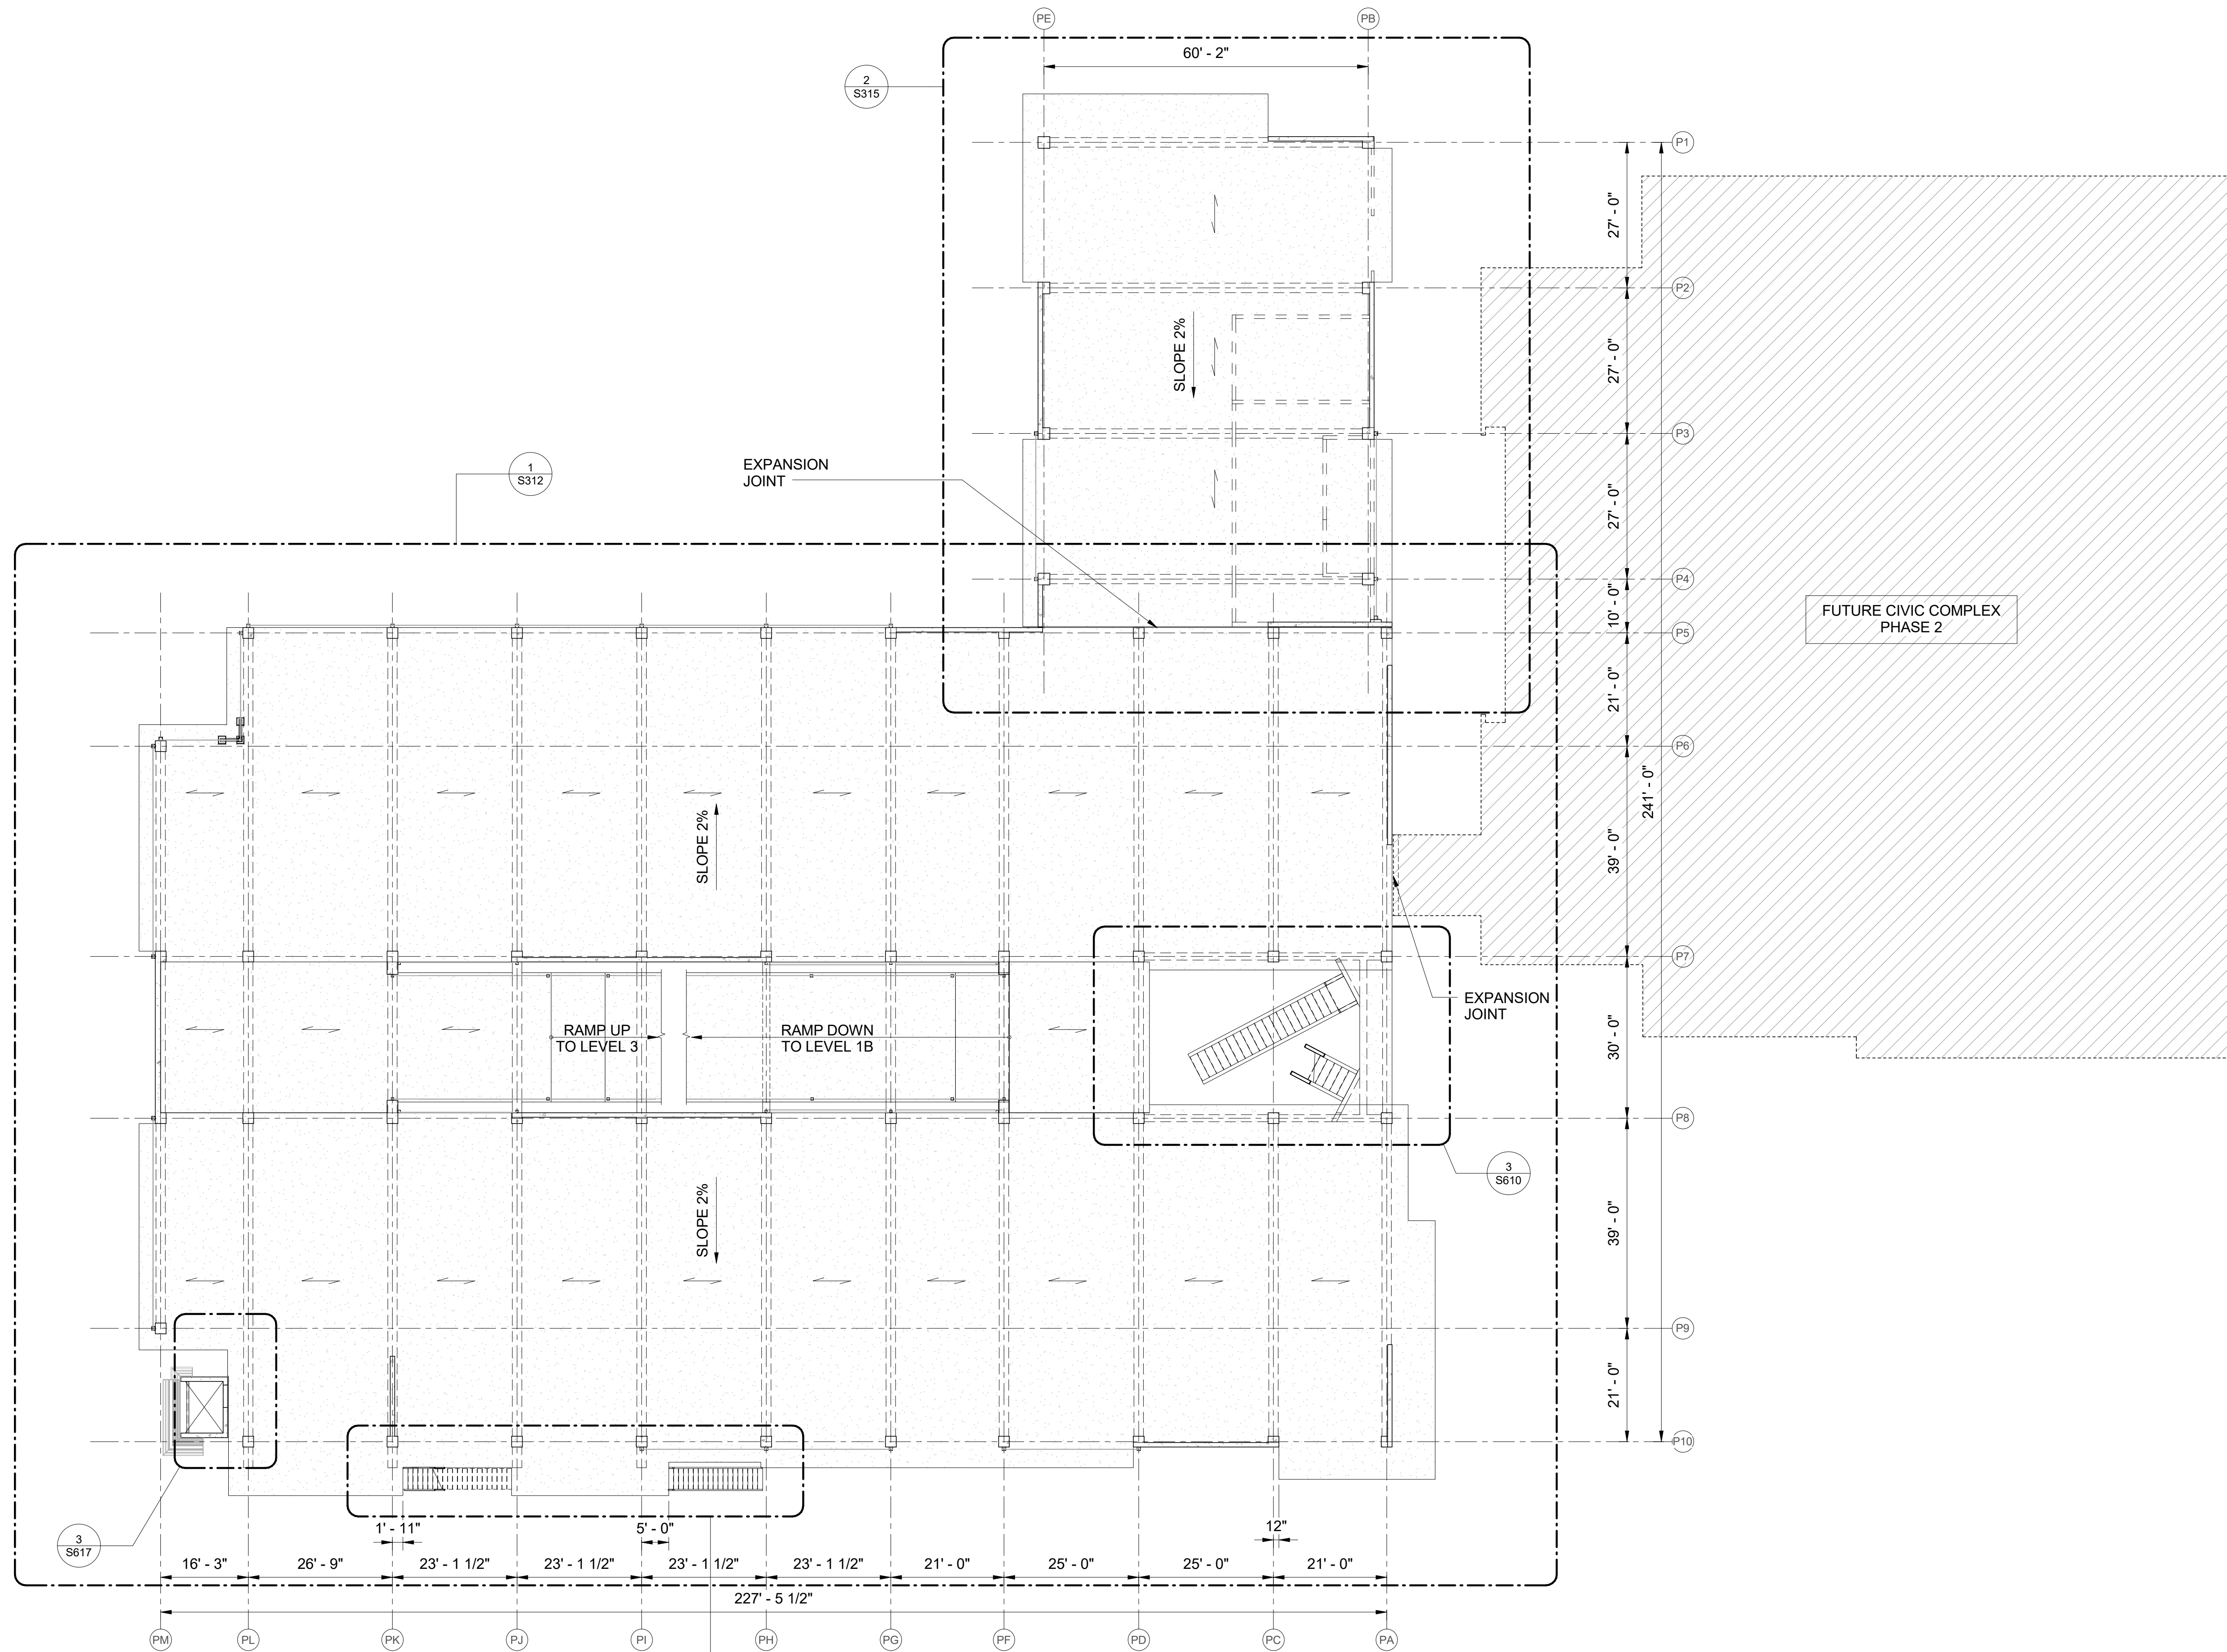 PE
PB
60' - 2"
2
S315
P1
27' - 0"
P2
27' - 0"
SLOPE 2%
P3
1
S312
EXPANSION
JOINT
27' - 0"
P4
10' - 0"
FUTURE CIVIC COMPLEX
PHASE 2
P5
21' - 0"
P6
241' - 0"
SLOPE 2%
39' - 0"
P7
EXPANSION
JOINT
RAMP UP
TO LEVEL 3
RAMP DOWN
TO LEVEL 1B
30' - 0"
P8
3
S610
SLOPE 2%
39' - 0"
P9
21' - 0"
P10
3
S617
1' - 11"
5' - 0"
12"
16' - 3"
26' - 9"
23' - 1 1/2"
23' - 1 1/2"
23' - 1 1/2"
23' - 1 1/2"
21' - 0"
25' - 0"
25' - 0"
21' - 0"
227' - 5 1/2"
PM
PL
PK
PJ
PI
PH
PG
PF
PD
PC
PA